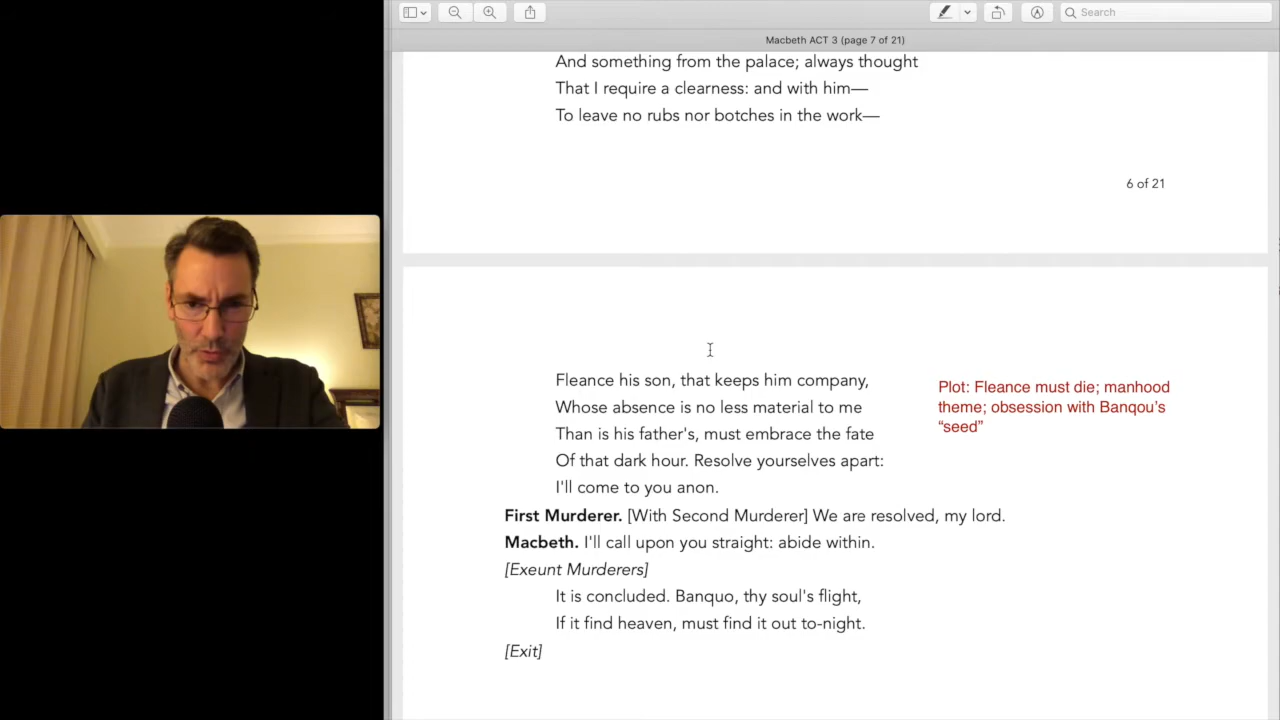 Search
Macbeth ACT 3 (page 7 of 21)
And something from the palace; always thought
That I require a clearness: and with him—
To leave no rubs nor botches in the work—
6 of 21
Fleance his son, that keeps him company,
Whose absence is no less material to me
Than is his father's, must embrace the fate
Of that dark hour. Resolve yourselves apart:
I'll come to you anon.
Plot: Fleance must die; manhood
theme; obsession with Banqou's
“seed”
First Murderer. [With Second Murderer] We are resolved, my lord.
Macbeth. I'll call upon you straight: abide within.
[Exeunt Murderers]
It is concluded. Banquo, thy soul's flight,
If it find heaven, must find it out to-night.
[Exit]